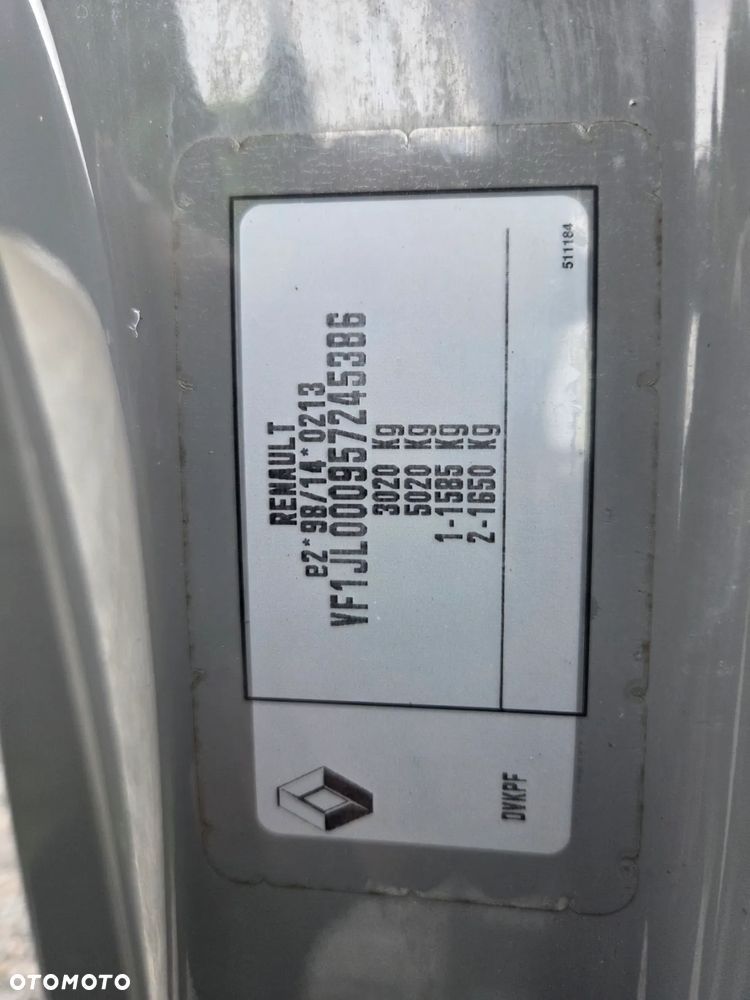 RENAULT
e2*98/14*0213
VF1JL000957245386
3020 Kg
5020 Kg
1-1585 Kg
2-1650 Kg
511184
DVKPF
OTOMOTO